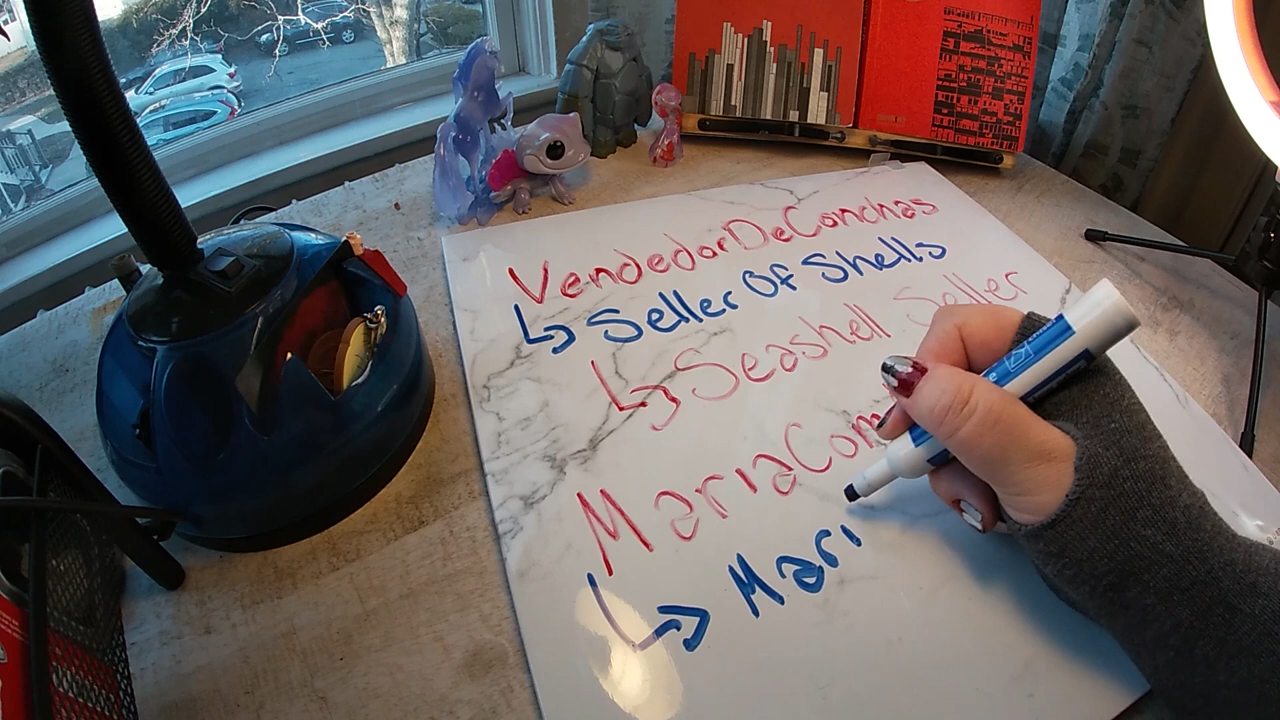 VendedorDeConchas
↳ Seller Of Shells
↳ Seashell Seller
MariaCom
↳ Mari